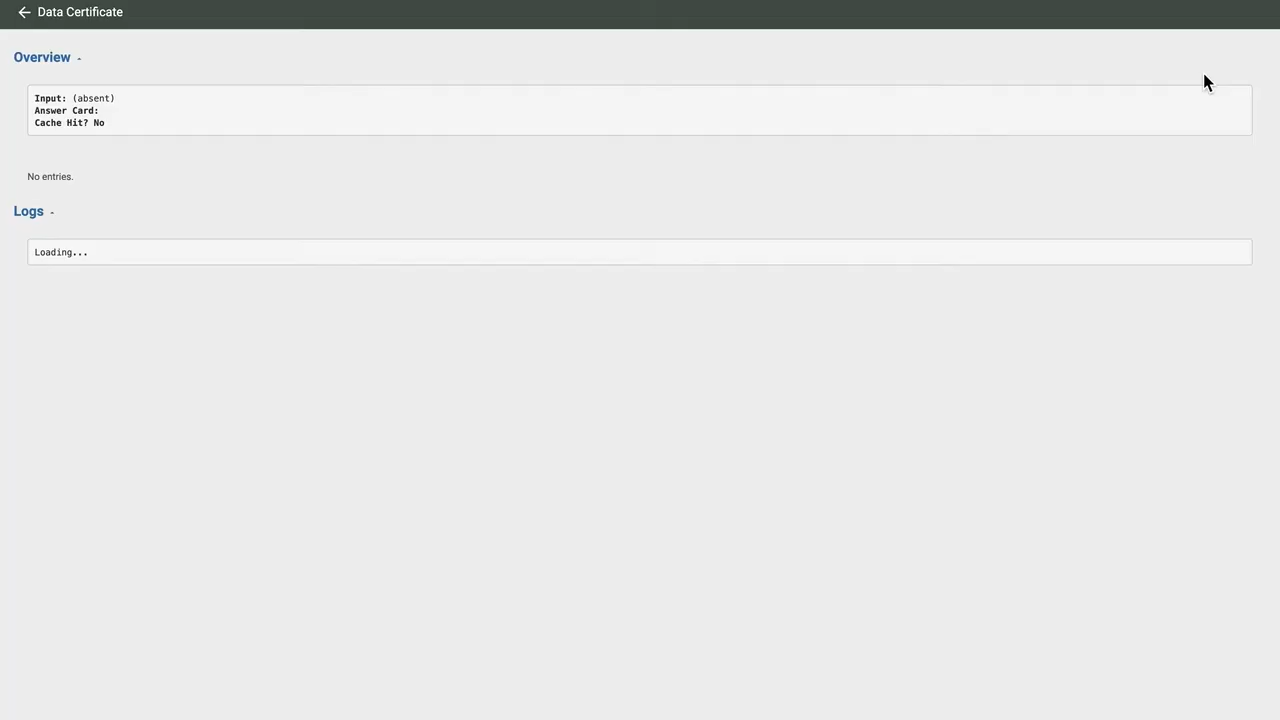 Data Certificate
Overview
Input: (absent)
Answer Card:
Cache Hit? No
No entries.
Logs
Loading...